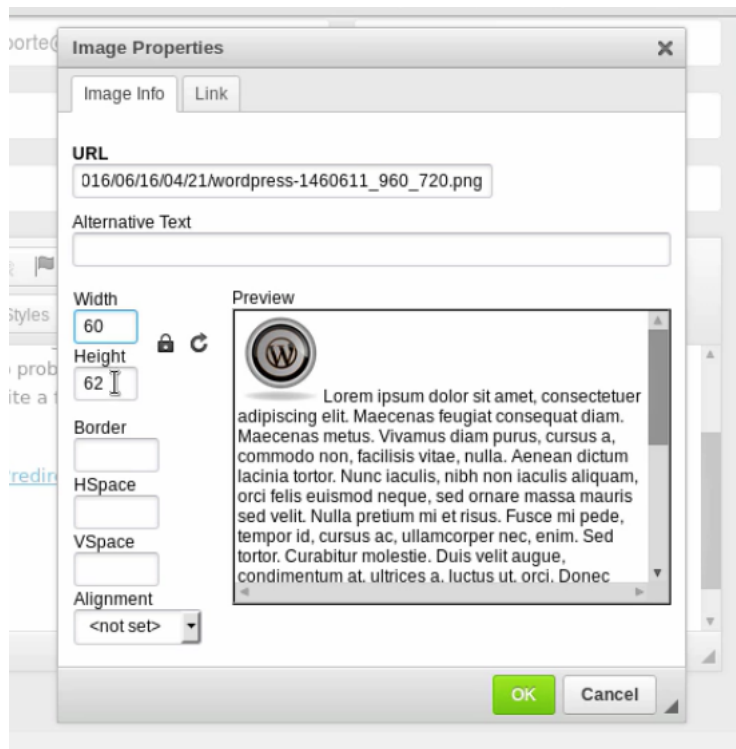 porte@
Image Properties
Image Info Link
URL
016/06/16/04/21/wordpress-1460611_960_720.png
Alternative Text
Width
60
Height
62
Border
HSpace
VSpace
Alignment
<not set>
Preview
W
Lorem ipsum dolor sit amet, consectetuer
adipiscing elit. Maecenas feugiat consequat diam.
Maecenas metus. Vivamus diam purus, cursus a,
commodo non, facilisis vitae, nulla. Aenean dictum
lacinia tortor. Nunc iaculis, nibh non iaculis aliquam,
orci felis euismod neque, sed ornare massa mauris
sed velit. Nulla pretium mi et risus. Fusce mi pede,
tempor id, cursus ac, ullamcorper nec, enim. Sed
tortor. Curabitur molestie. Duis velit augue,
condimentum at, ultrices a, luctus ut, orci. Donec
Styles
prob
ite a f
redire
OK Cancel